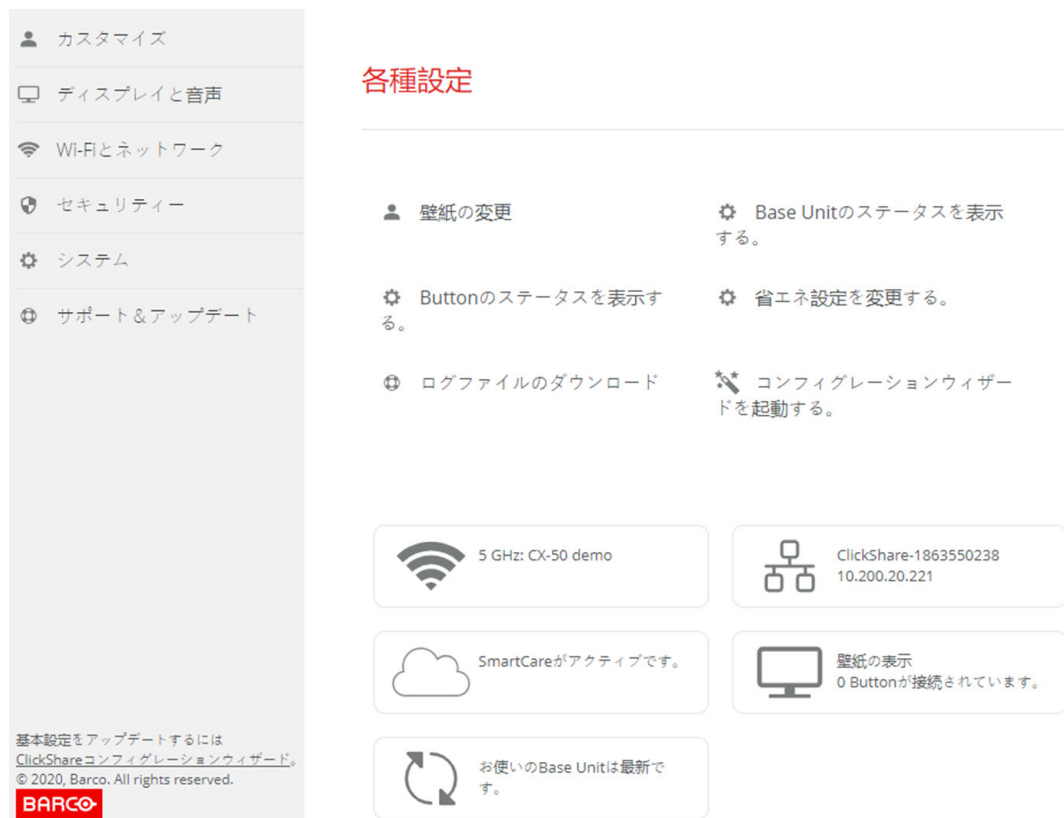 カスタマイズ
ディスプレイと音声
Wi-Fiとネットワーク
セキュリティー
システム
サポート＆アップデート
基本設定をアップデートするには
ClickShareコンフィグレーションウィザード。
© 2020, Barco. All rights reserved.
BARCO
各種設定
壁紙の変更
Base Unitのステータスを表示
する。
Buttonのステータスを表示す
る。
省エネ設定を変更する。
ログファイルのダウンロード
コンフィグレーションウィザー
ドを起動する。
5 GHz: CX-50 demo
ClickShare-1863550238
10.200.20.221
SmartCareがアクティブです。
壁紙の表示
0 Buttonが接続されています。
お使いのBase Unitは最新で
す。